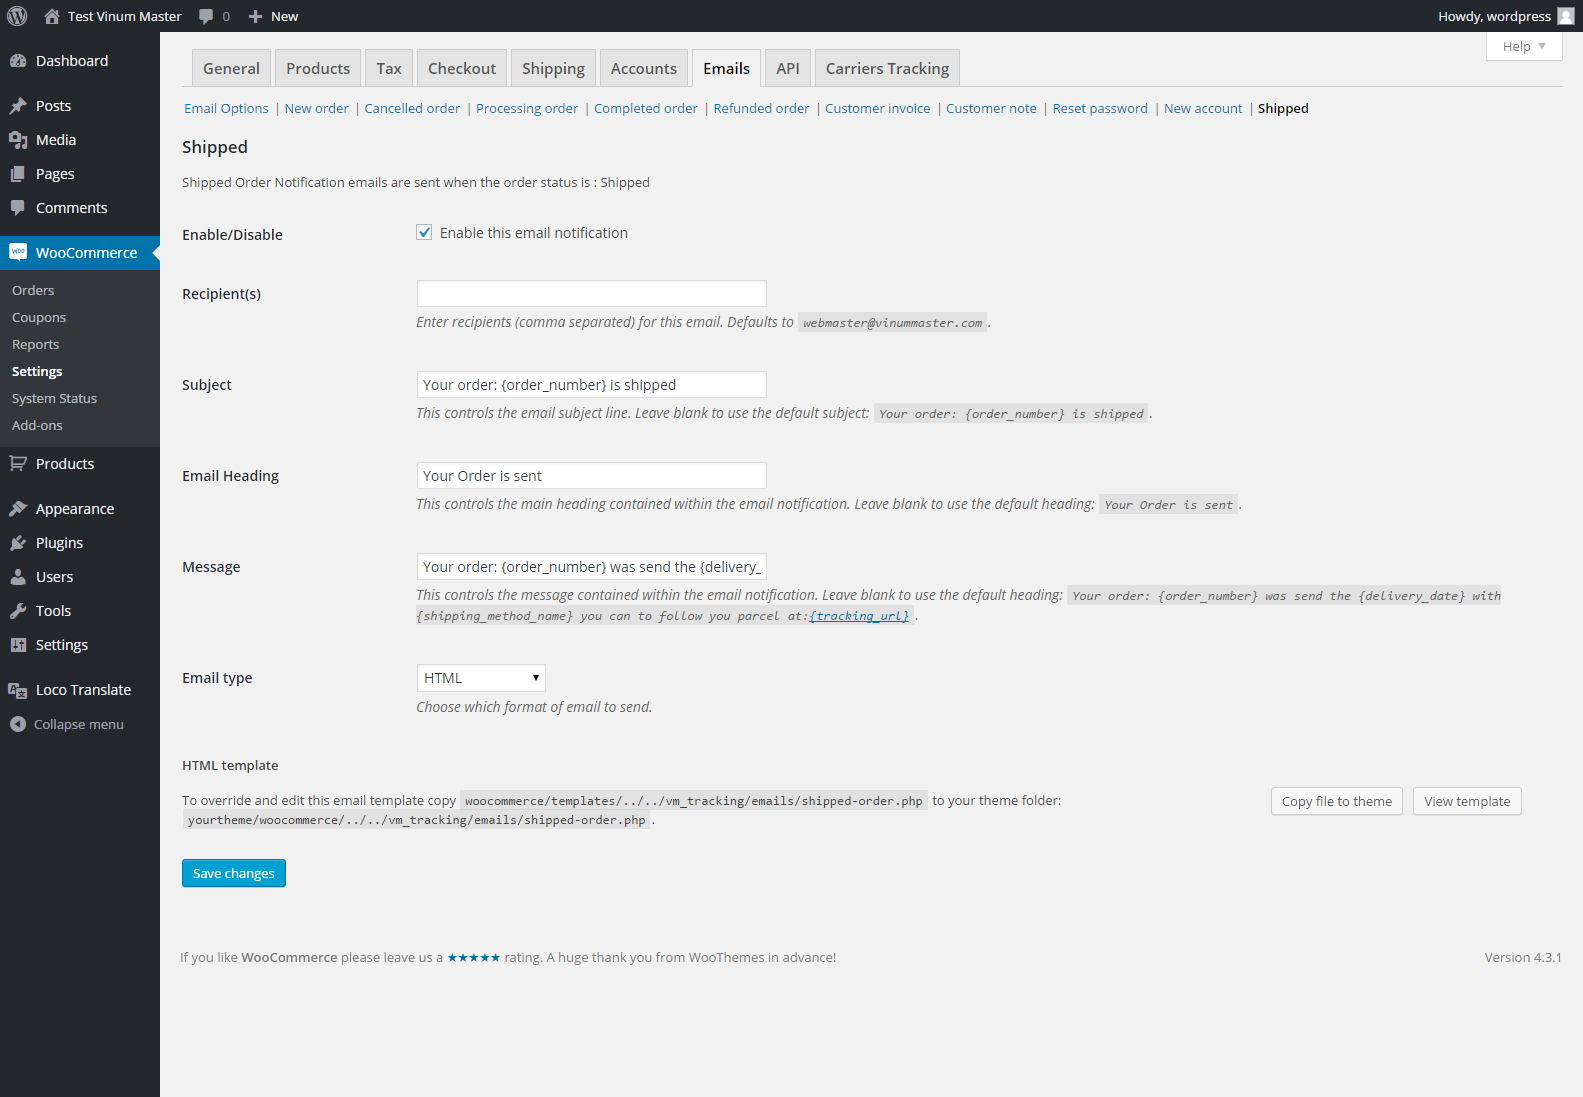 Test Vinum Master 0 New Howdy, wordpress
Help
Dashboard
Posts
Media
Pages
Comments
WooCommerce
Orders
Coupons
Reports
Settings
System Status
Add-ons
Products
Appearance
Plugins
Users
Tools
Settings
Loco Translate
Collapse menu
General Products Tax Checkout Shipping Accounts Emails API Carriers Tracking
Email Options | New order | Cancelled order | Processing order | Completed order | Refunded order | Customer invoice | Customer note | Reset password | New account | Shipped
Shipped
Shipped Order Notification emails are sent when the order status is : Shipped
Enable/Disable Enable this email notification
Recipient(s)
Enter recipients (comma separated) for this email. Defaults to webmaster@vinummaster.com.
Subject Your order: {order_number} is shipped
This controls the email subject line. Leave blank to use the default subject: Your order: {order_number} is shipped.
Email Heading Your Order is sent
This controls the main heading contained within the email notification. Leave blank to use the default heading: Your Order is sent.
Message Your order: {order_number} was send the {delivery_
This controls the message contained within the email notification. Leave blank to use the default heading: Your order: {order_number} was send the {delivery_date} with
{shipping_method_name} you can to follow you parcel at:{tracking_url}.
Email type HTML
Choose which format of email to send.
HTML template
To override and edit this email template copy woocommerce/templates/../../vm_tracking/emails/shipped-order.php to your theme folder:
yourtheme/woocommerce/../../vm_tracking/emails/shipped-order.php.
Copy file to theme View template
Save changes
If you like WooCommerce please leave us a ★★★★★ rating. A huge thank you from WooThemes in advance! Version 4.3.1